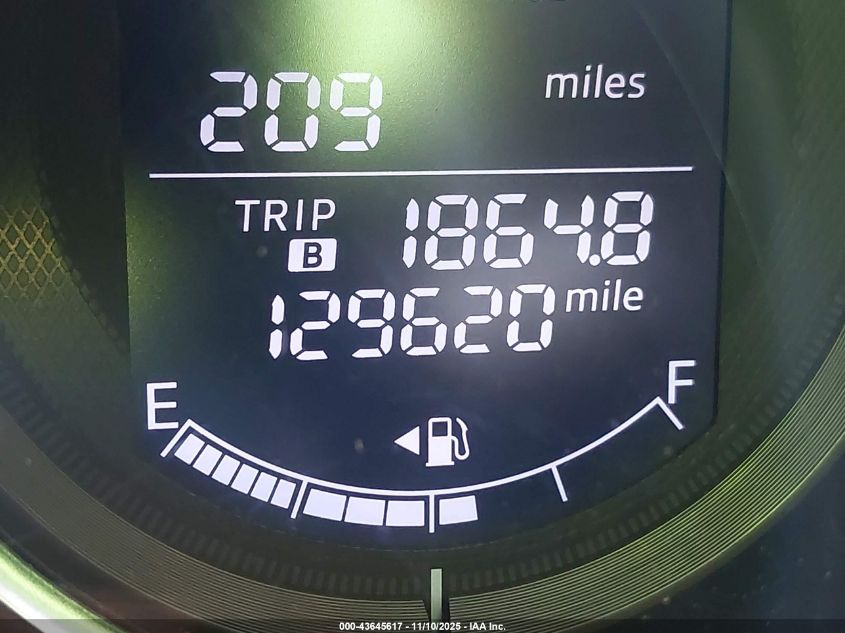 209 miles
TRIP B 1864.8
129620 mile
E F
000-43645617 - 11/10/2025 - IAA Inc.